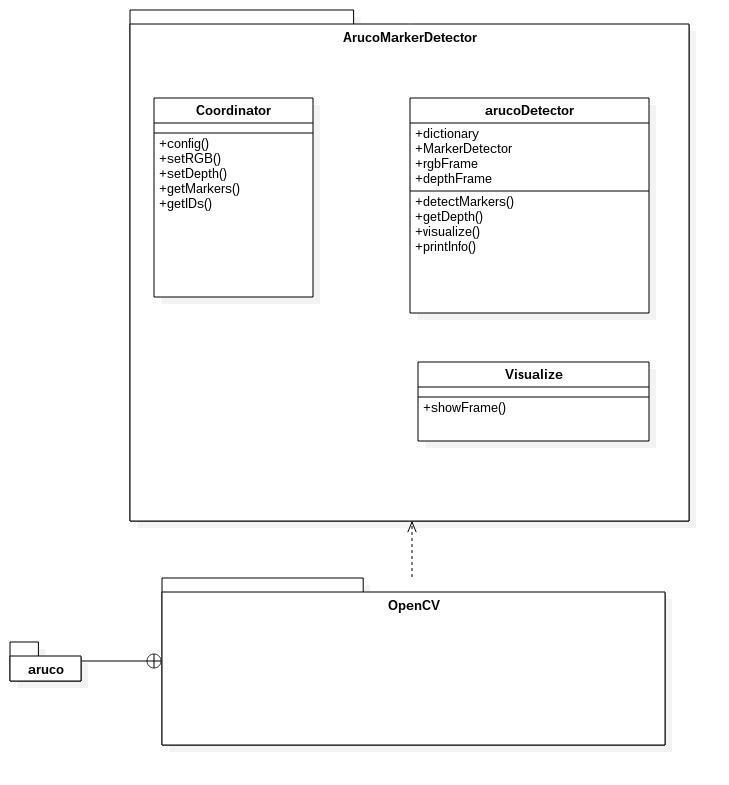 ArucoMarkerDetector
Coordinator
+config()
+setRGB()
+setDepth()
+getMarkers()
+getIDs()
arucoDetector
+dictionary
+MarkerDetector
+rgbFrame
+depthFrame
+detectMarkers()
+getDepth()
+visualize()
+printInfo()
Visualize
+showFrame()
OpenCV
aruco